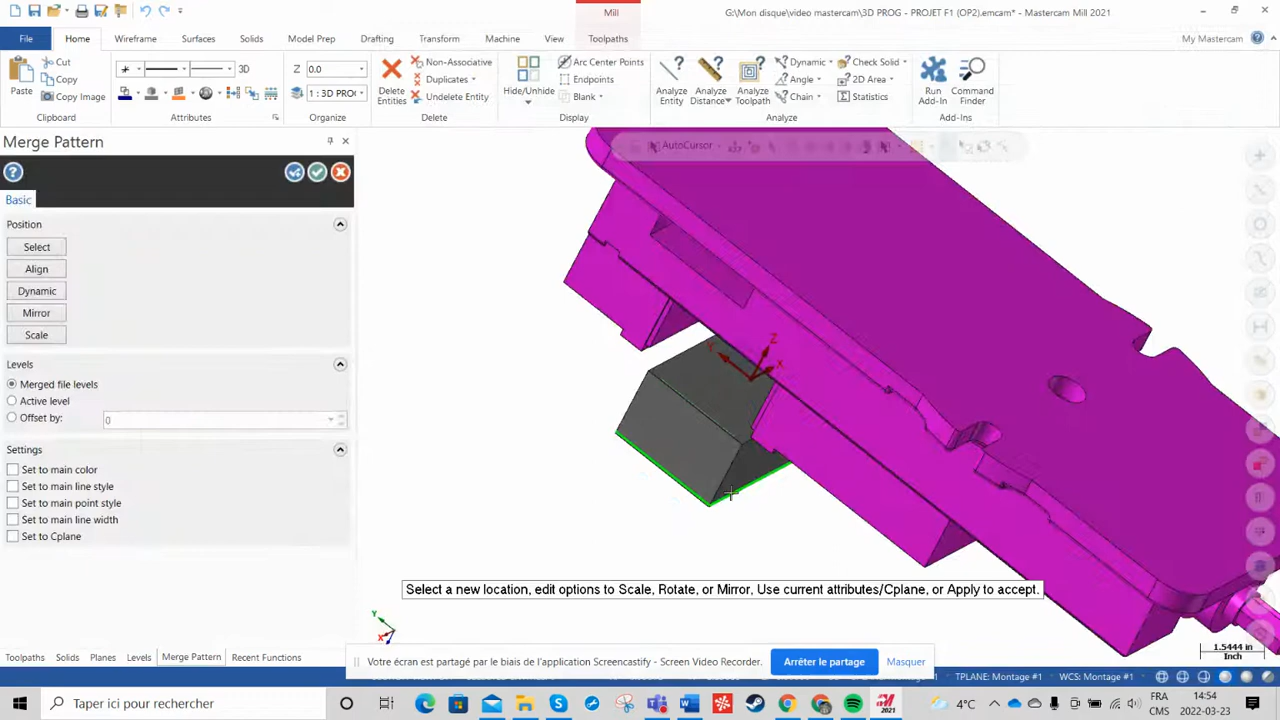 Mill
G:\Mon disque\video mastercam\3D PROG - PROJET F1 (OP2).emcam* - Mastercam Mill 2021
File Home Wireframe Surfaces Solids Model Prep Drafting Transform Machine View Toolpaths My Mastercam
Paste Cut Copy Copy Image
Clipboard
3D
Attributes
Z 0.0
1 : 3D PRO
Organize
Delete Entities
Non-Associative
Duplicates
Undelete Entity
Delete
Hide/Unhide
Arc Center Points
Endpoints
Blank
Display
Analyze Entity
Analyze Distance
Analyze Toolpath
Dynamic
Angle
Chain
Check Solid
2D Area
Statistics
Analyze
Run Add-In
Command Finder
Add-Ins
Merge Pattern
Basic
Position
Select
Align
Dynamic
Mirror
Scale
Levels
Merged file levels
Active level
Offset by: 0
Settings
Set to main color
Set to main line style
Set to main point style
Set to main line width
Set to Cplane
AutoCursor
Z
X
Select a new location, edit options to Scale, Rotate, or Mirror, Use current attributes/Cplane, or Apply to accept.
Y
X
1.5444 in
Inch
Toolpaths Solids Planes Levels Merge Pattern Recent Functions
Votre écran est partagé par le biais de l'application Screencastify - Screen Video Recorder. Arrêter le partage Masquer
TPLANE: Montage #1 WCS: Montage #1
Taper ici pour rechercher
4°C
FRA
CMS
14:54
2022-03-23